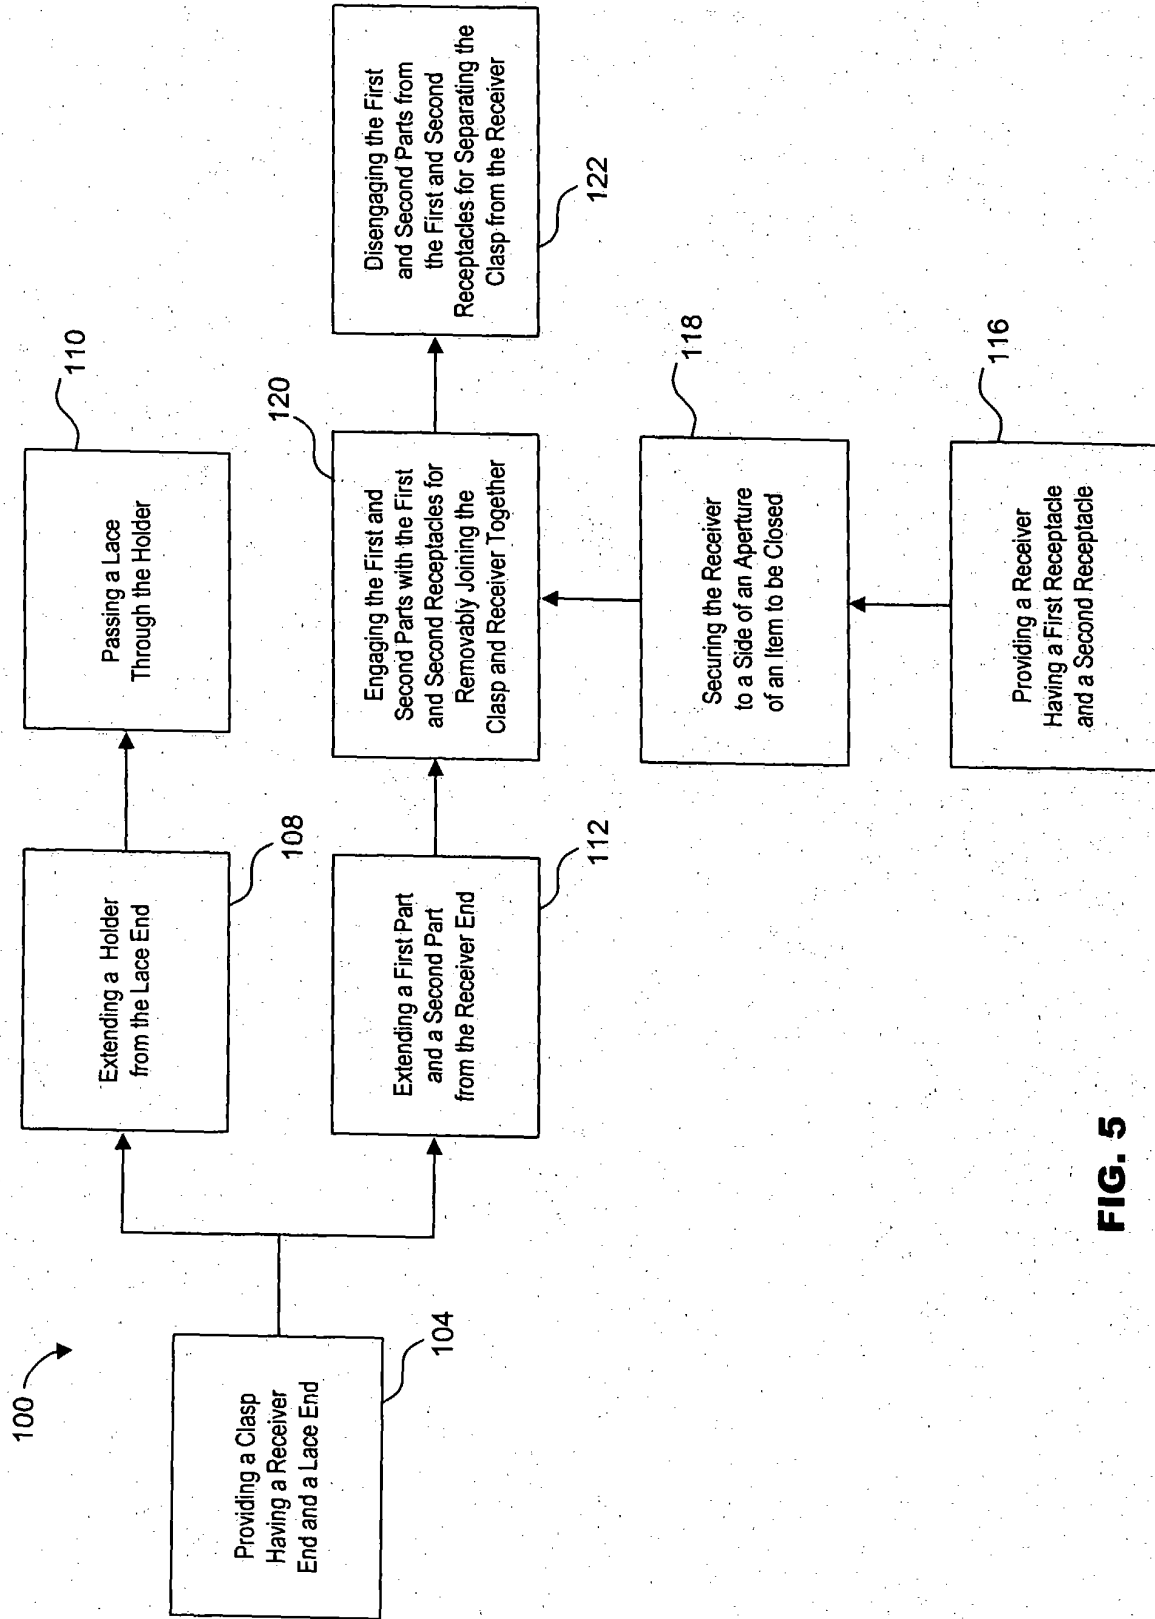 100
Providing a Clasp
Having a Receiver
End and a Lace End
104
Extending a Holder
from the Lace End
108
Passing a Lace
Through the Holder
110
Extending a First Part
and a Second Part
from the Receiver End
112
Engaging the First and
Second Parts with the First
and Second Receptacles for
Removably Joining the
Clasp and Receiver Together
120
Disengaging the First
and Second Parts from
the First and Second
Receptacles for Separating the
Clasp from the Receiver
122
Securing the Receiver
to a Side of an Aperture
of an Item to be Closed
118
Providing a Receiver
Having a First Receptacle
and a Second Receptacle
116
FIG. 5